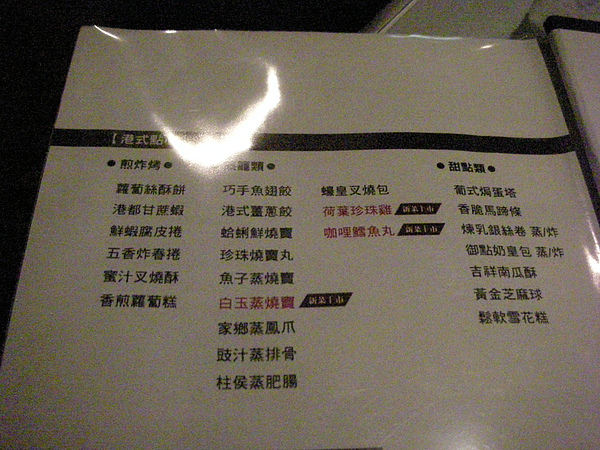 【港式點
●煎炸烤●
蘿蔔絲酥餅
港都甘蔗蝦
鮮蝦腐皮捲
五香炸春捲
蜜汁叉燒酥
香煎蘿蔔糕
籠類●
巧手魚翅餃
港式薑蔥餃
蛤蜊鮮燒賣
珍珠燒賣丸
魚子蒸燒賣
白玉蒸燒賣 新菜上市
家鄉蒸鳳爪
豉汁蒸排骨
柱侯蒸肥腸
蠔皇叉燒包
荷葉珍珠雞 新菜上市
咖哩鱈魚丸 新菜上市
●甜點類●
葡式焗蛋塔
香脆馬蹄條
煉乳銀絲卷 蒸/炸
御點奶皇包 蒸/炸
吉祥南瓜酥
黃金芝麻球
鬆軟雪花糕